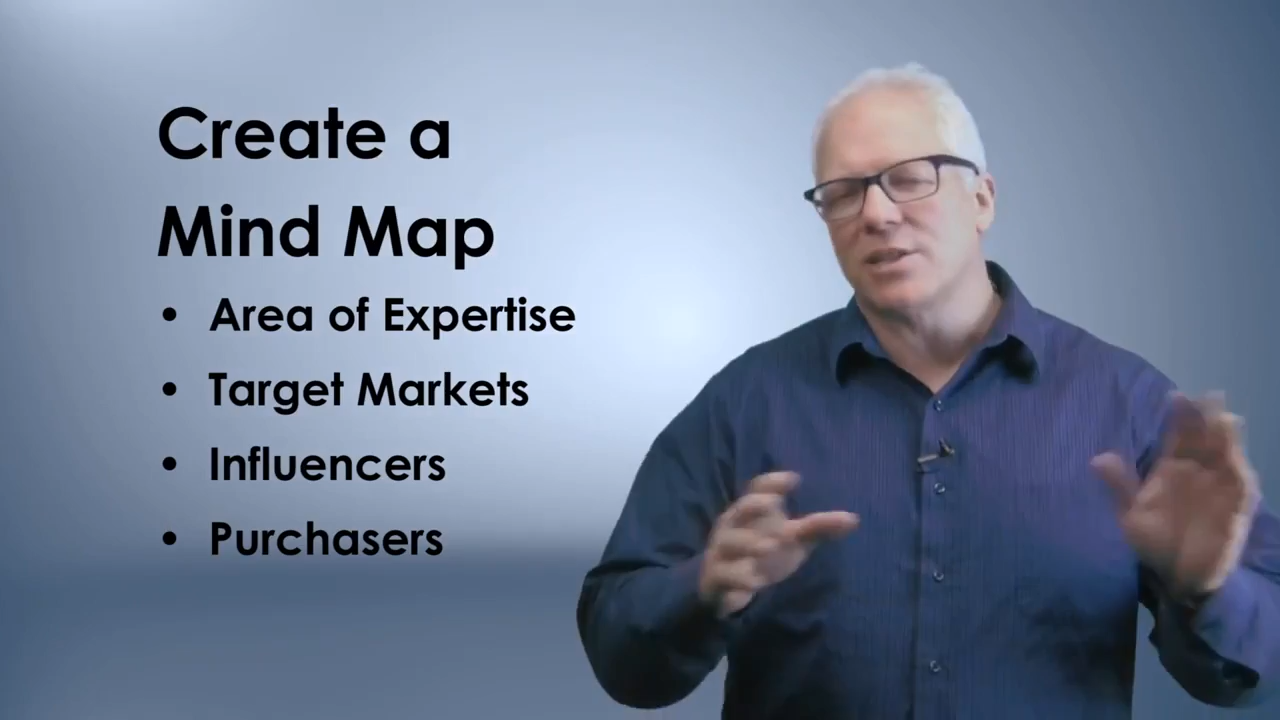 Create a
Mind Map
• Area of Expertise
• Target Markets
• Influencers
• Purchasers